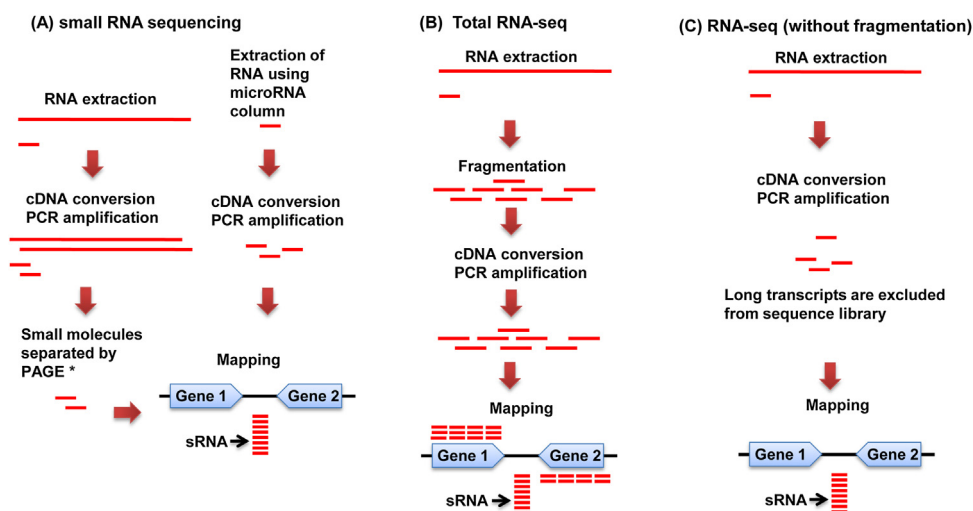 (A) small RNA sequencing
RNA extraction
cDNA conversion
PCR amplification
Small molecules
separated by
PAGE *
Extraction of
RNA using
microRNA
column
cDNA conversion
PCR amplification
Mapping
Gene 1
Gene 2
sRNA
(B) Total RNA-seq
RNA extraction
Fragmentation
cDNA conversion
PCR amplification
Mapping
Gene 1
Gene 2
sRNA
(C) RNA-seq (without fragmentation)
RNA extraction
cDNA conversion
PCR amplification
Long transcripts are excluded
from sequence library
Mapping
Gene 1
Gene 2
sRNA